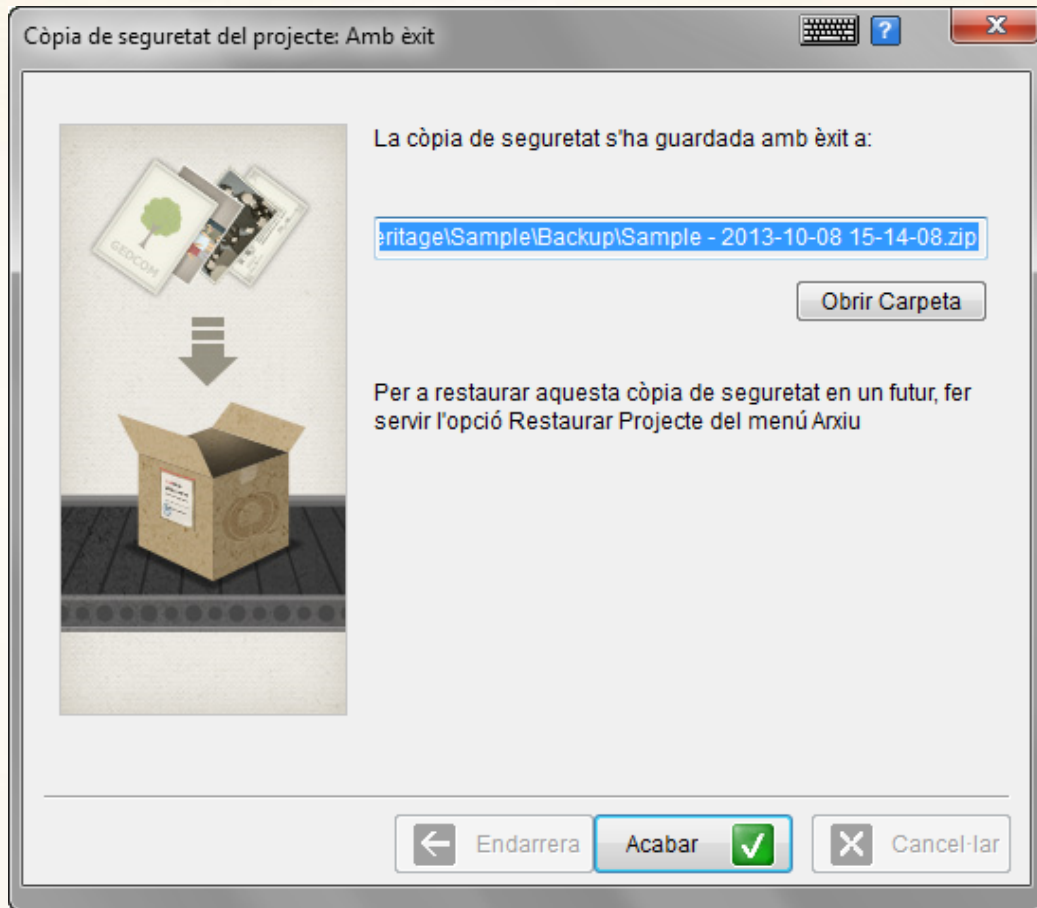 Còpia de seguretat del projecte: Amb èxit
?
La còpia de seguretat s'ha guardada amb èxit a:
GEDCOM
eritage\Sample\Backup\Sample - 2013-10-08 15-14-08.zip
Obrir Carpeta
Per a restaurar aquesta còpia de seguretat en un futur, fer
servir l'opció Restaurar Projecte del menú Arxiu
Endarrera
Acabar
Cancel·lar